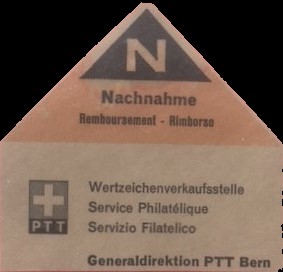 N
Nachnahme
Remboursement - Rimborso
PTT
Wertzeichenverkaufsstelle
Service Philatélique
Servizio Filatelico
Generaldirektion PTT Bern